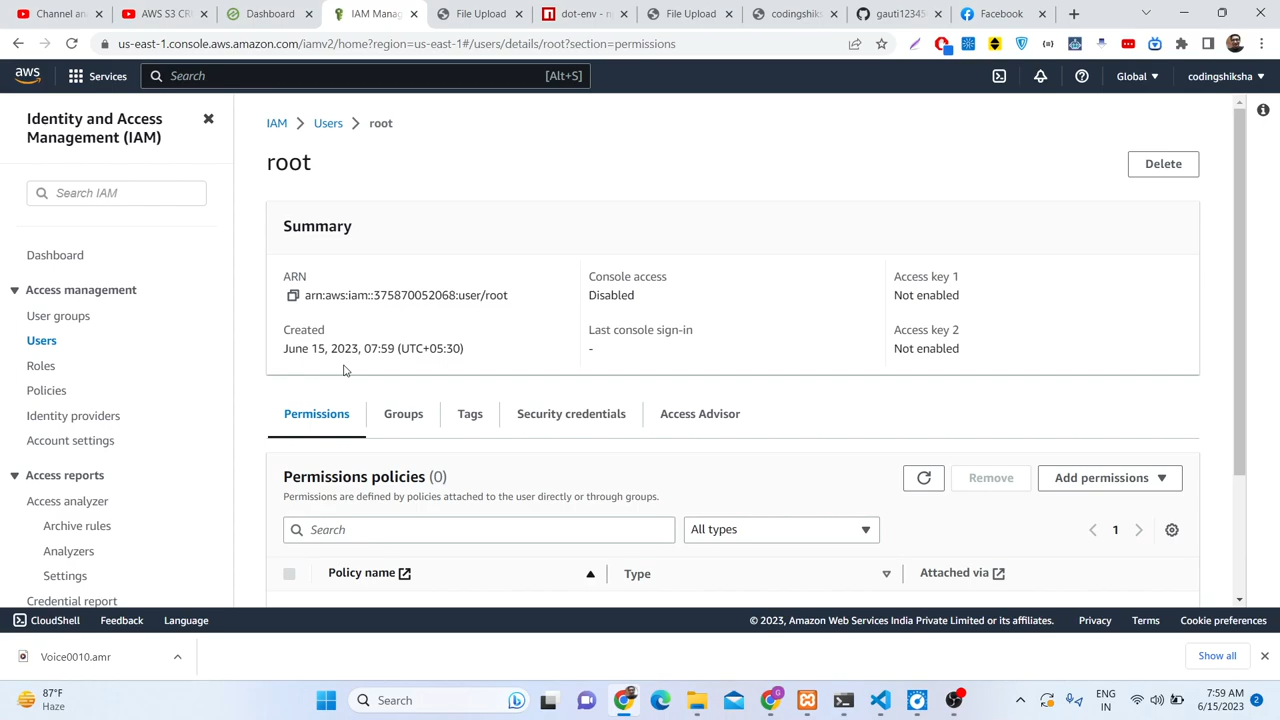 Channel an
AWS S3 CR
Dashboard
IAM Manag
File Upload
dot-env - n
File Upload
codingshiks
gauti12345
Facebook
us-east-1.console.aws.amazon.com/iamv2/home?region=us-east-1#/users/details/root?section=permissions
aws
Services
Search
[Alt+S]
Global
codingshiksha
Identity and Access
Management (IAM)
Search IAM
Dashboard
Access management
User groups
Users
Roles
Policies
Identity providers
Account settings
Access reports
Access analyzer
Archive rules
Analyzers
Settings
Credential report
IAM
Users
root
root
Delete
Summary
ARN
arn:aws:iam::375870052068:user/root
Console access
Disabled
Access key 1
Not enabled
Created
June 15, 2023, 07:59 (UTC+05:30)
Last console sign-in
-
Access key 2
Not enabled
Permissions
Groups
Tags
Security credentials
Access Advisor
Permissions policies (0)
Permissions are defined by policies attached to the user directly or through groups.
Remove
Add permissions
Search
All types
1
Policy name
Type
Attached via
CloudShell
Feedback
Language
© 2023, Amazon Web Services India Private Limited or its affiliates.
Privacy
Terms
Cookie preferences
Voice0010.amr
Show all
87°F
Haze
Search
ENG
IN
7:59 AM
6/15/2023
2